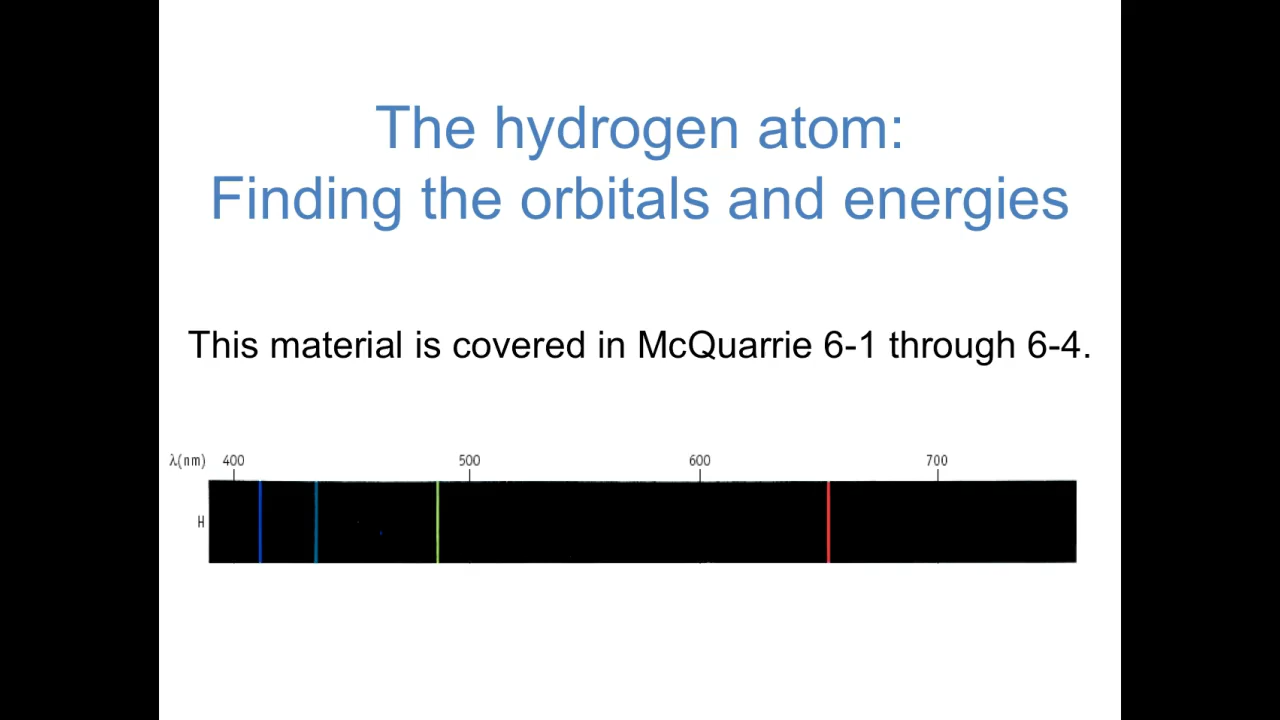 The hydrogen atom:
Finding the orbitals and energies
This material is covered in McQuarrie 6-1 through 6-4.
λ(nm) 400 500 600 700
H